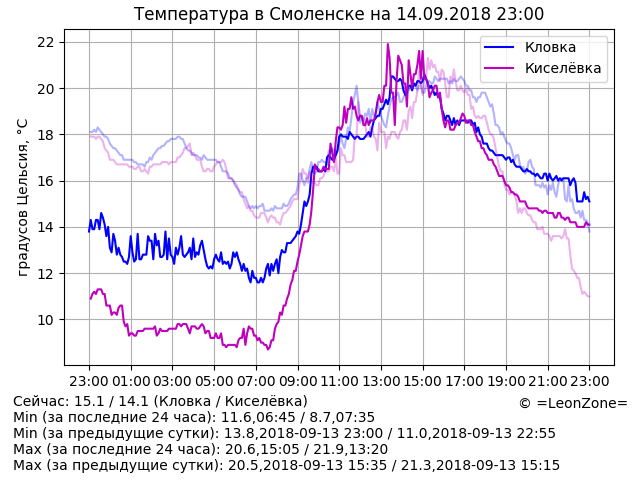 Температура в Смоленске на 14.09.2018 23:00
Кловка
Киселёвка
градусов Цельсия, °C
22
20
18
16
14
12
10
23:00 01:00 03:00 05:00 07:00 09:00 11:00 13:00 15:00 17:00 19:00 21:00 23:00
Сейчас: 15.1 / 14.1 (Кловка / Киселёвка)
© =LeonZone=
Min (за последние 24 часа): 11.6,06:45 / 8.7,07:35
Min (за предыдущие сутки): 13.8,2018-09-13 23:00 / 11.0,2018-09-13 22:55
Max (за последние 24 часа): 20.6,15:05 / 21.9,13:20
Max (за предыдущие сутки): 20.5,2018-09-13 15:35 / 21.3,2018-09-13 15:15